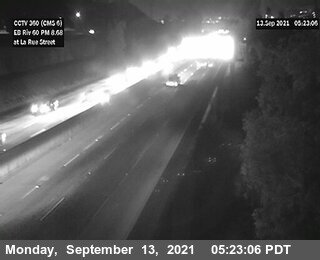 CCTV 360 (CMS 6)
EB Riv 60 PM 8.68
at La Rue Street
13 Sep 2021 05:23:06
Monday, September 13, 2021 05:23:06 PDT